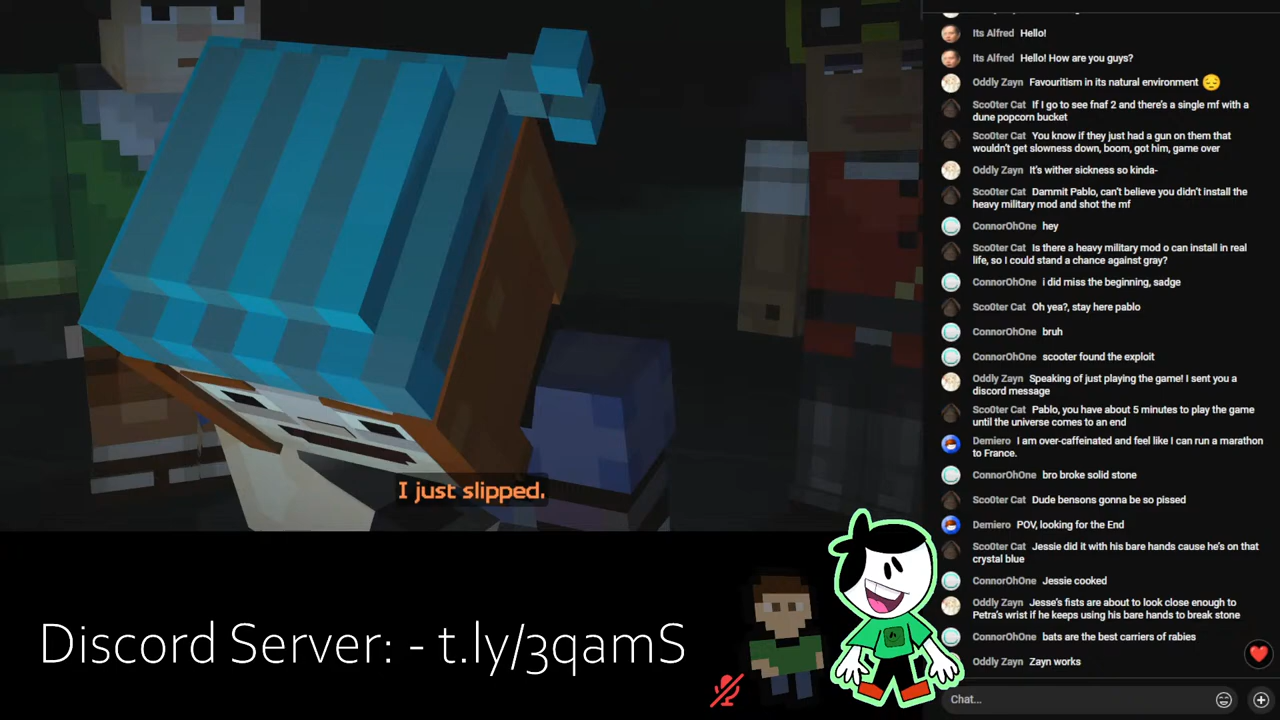 I just slipped.
Discord Server: - t.ly/3qamS
Its Alfred Hello!
Its Alfred Hello! How are you guys?
Oddly Zayn Favouritism in its natural environment 😔
Sco0ter Cat If I go to see fnaf 2 and there's a single mf with a
dune popcorn bucket
Sco0ter Cat You know if they just had a gun on them that
wouldn't get slowness down, boom, got him, game over
Oddly Zayn It's wither sickness so kinda-
Sco0ter Cat Dammit Pablo, can't believe you didn't install the
heavy military mod and shot the mf
ConnorOhOne hey
Sco0ter Cat Is there a heavy military mod o can install in real
life, so I could stand a chance against gray?
ConnorOhOne i did miss the beginning, sadge
Sco0ter Cat Oh yea?, stay here pablo
ConnorOhOne bruh
ConnorOhOne scooter found the exploit
Oddly Zayn Speaking of just playing the game! I sent you a
discord message
Sco0ter Cat Pablo, you have about 5 minutes to play the game
until the universe comes to an end
Demiero I am over-caffeinated and feel like I can run a marathon
to France.
ConnorOhOne bro broke solid stone
Sco0ter Cat Dude bensons gonna be so pissed
Demiero POV, looking for the End
Sco0ter Cat Jessie did it with his bare hands cause he's on that
crystal blue
ConnorOhOne Jessie cooked
Oddly Zayn Jesse's fists are about to look close enough to
Petra's wrist if he keeps using his bare hands to break stone
ConnorOhOne bats are the best carriers of rabies
Oddly Zayn Zayn works
Chat...